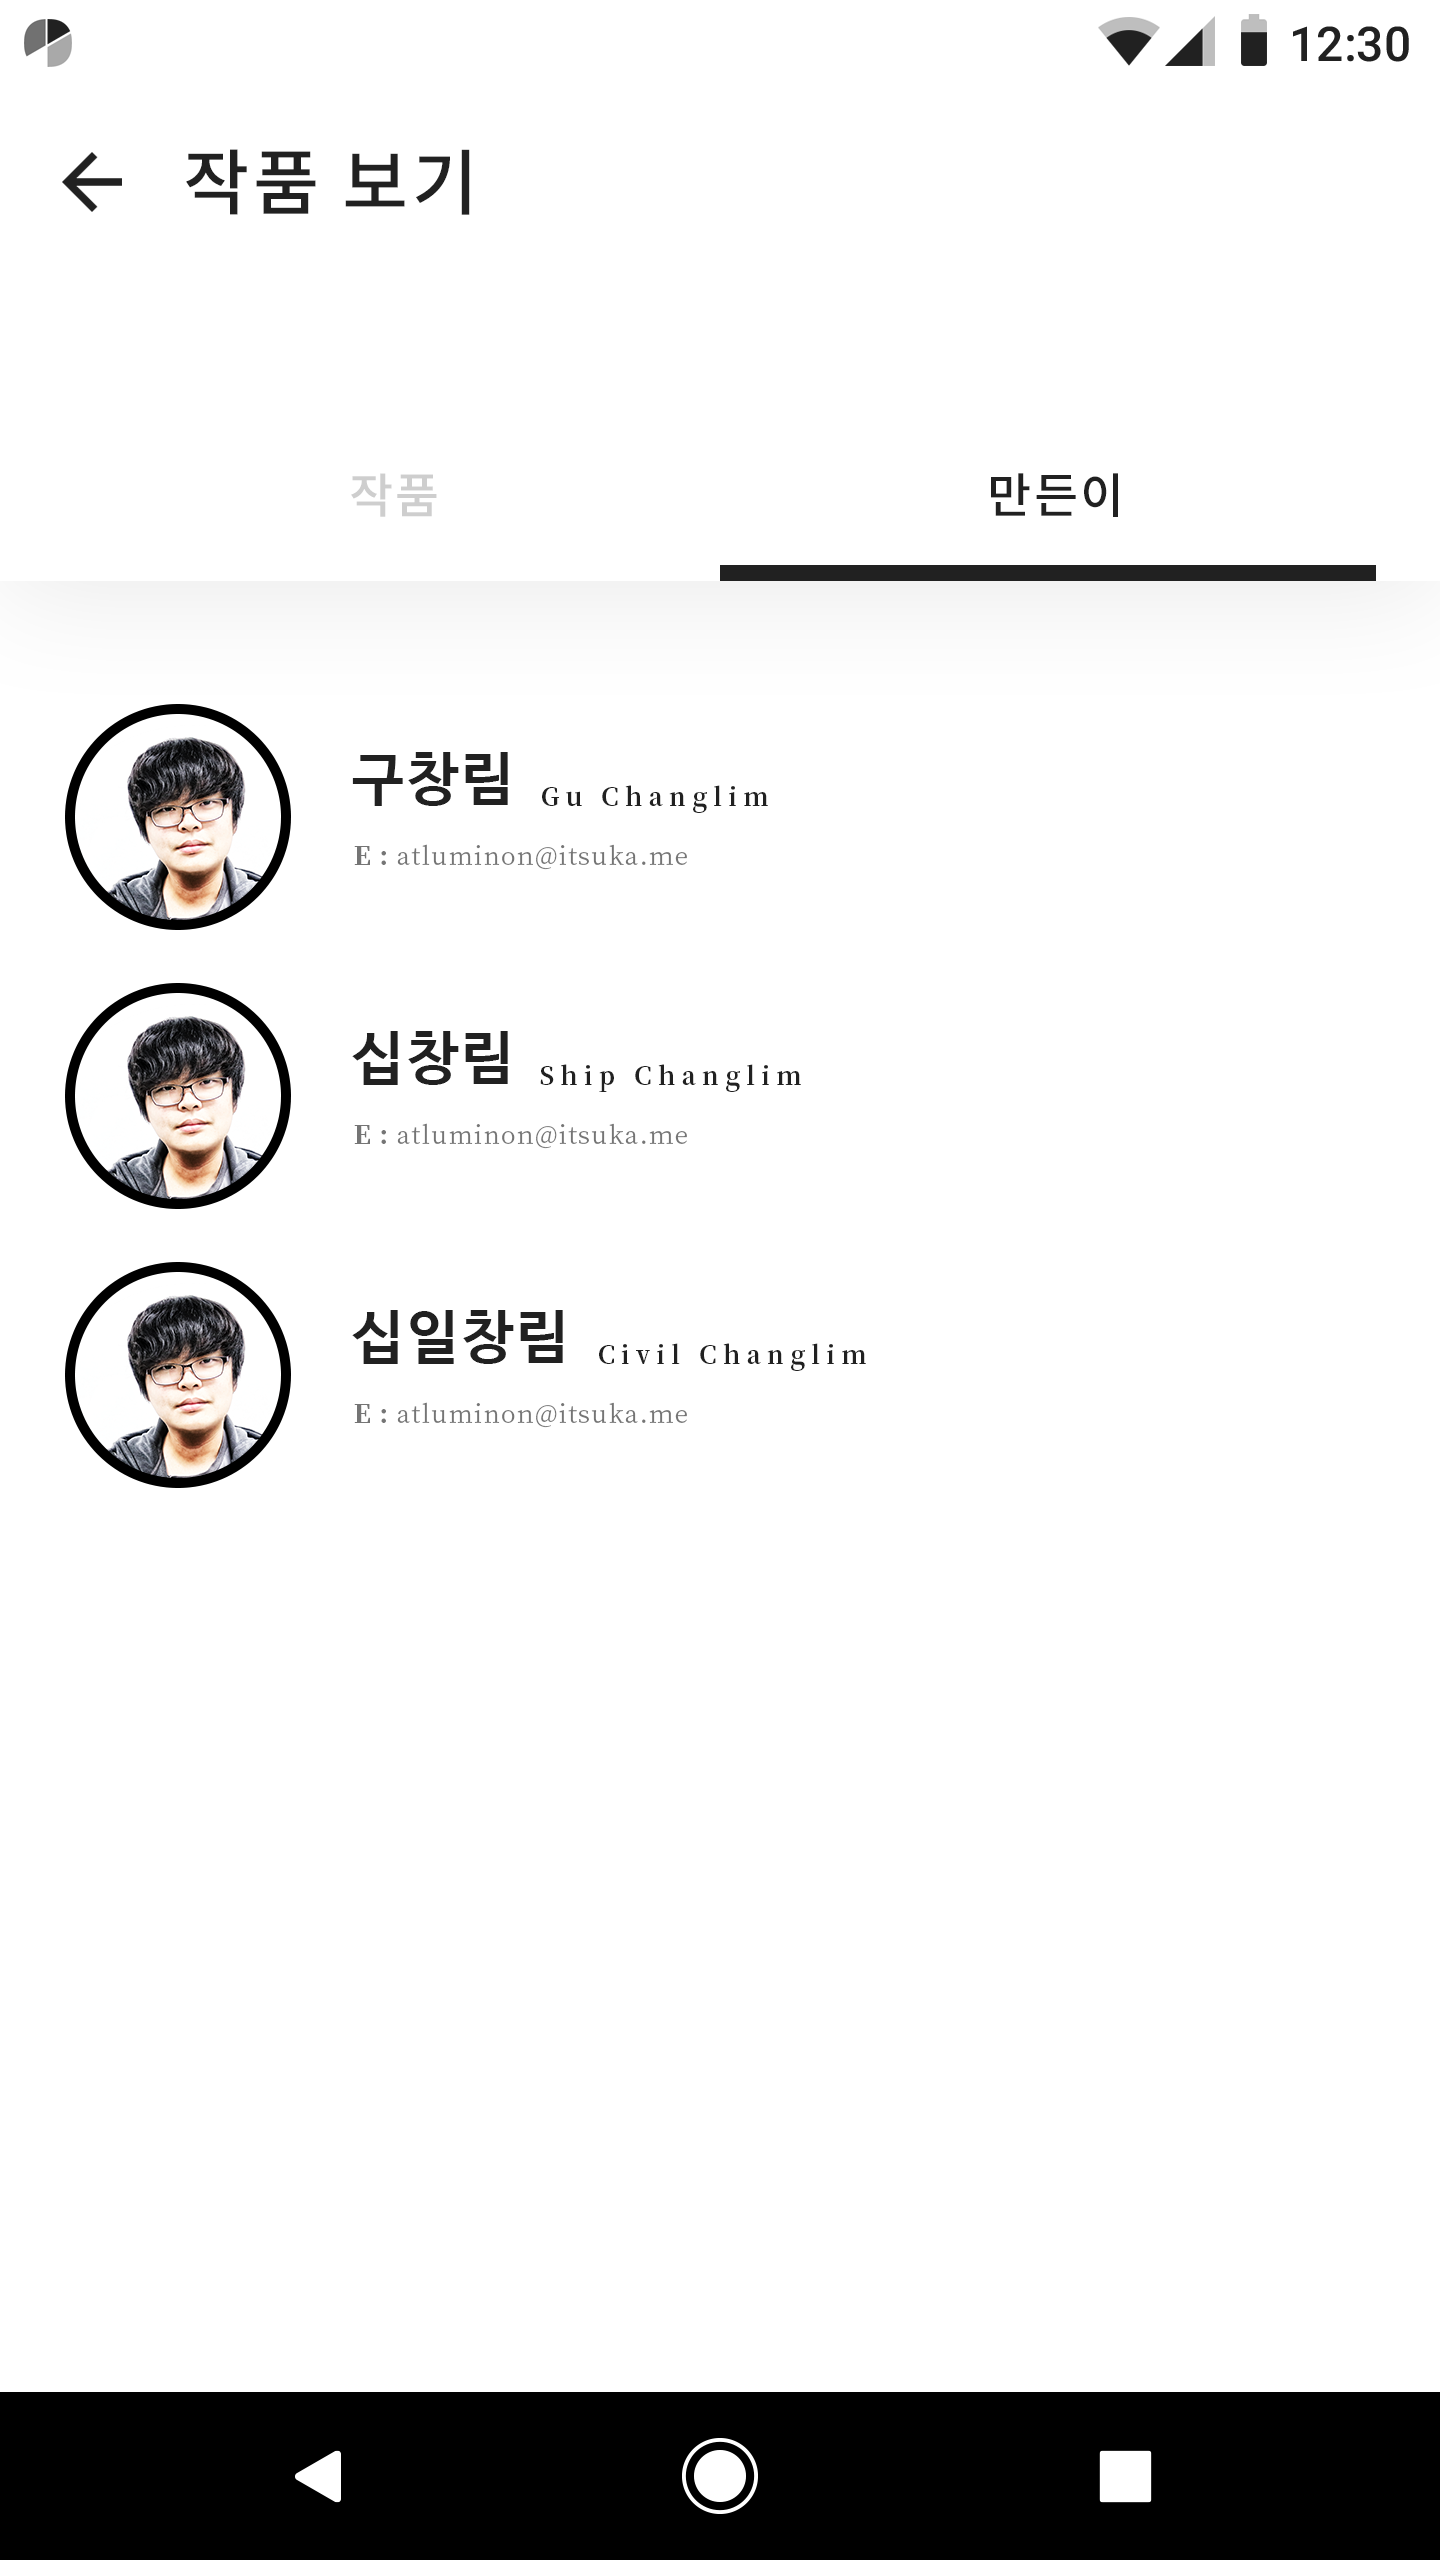 12:30
작품 보기
작품 만든이
구창림 Gu Changlim
E : atluminon@itsuka.me
십창림 Ship Changlim
E : atluminon@itsuka.me
십일창림 Civil Changlim
E : atluminon@itsuka.me